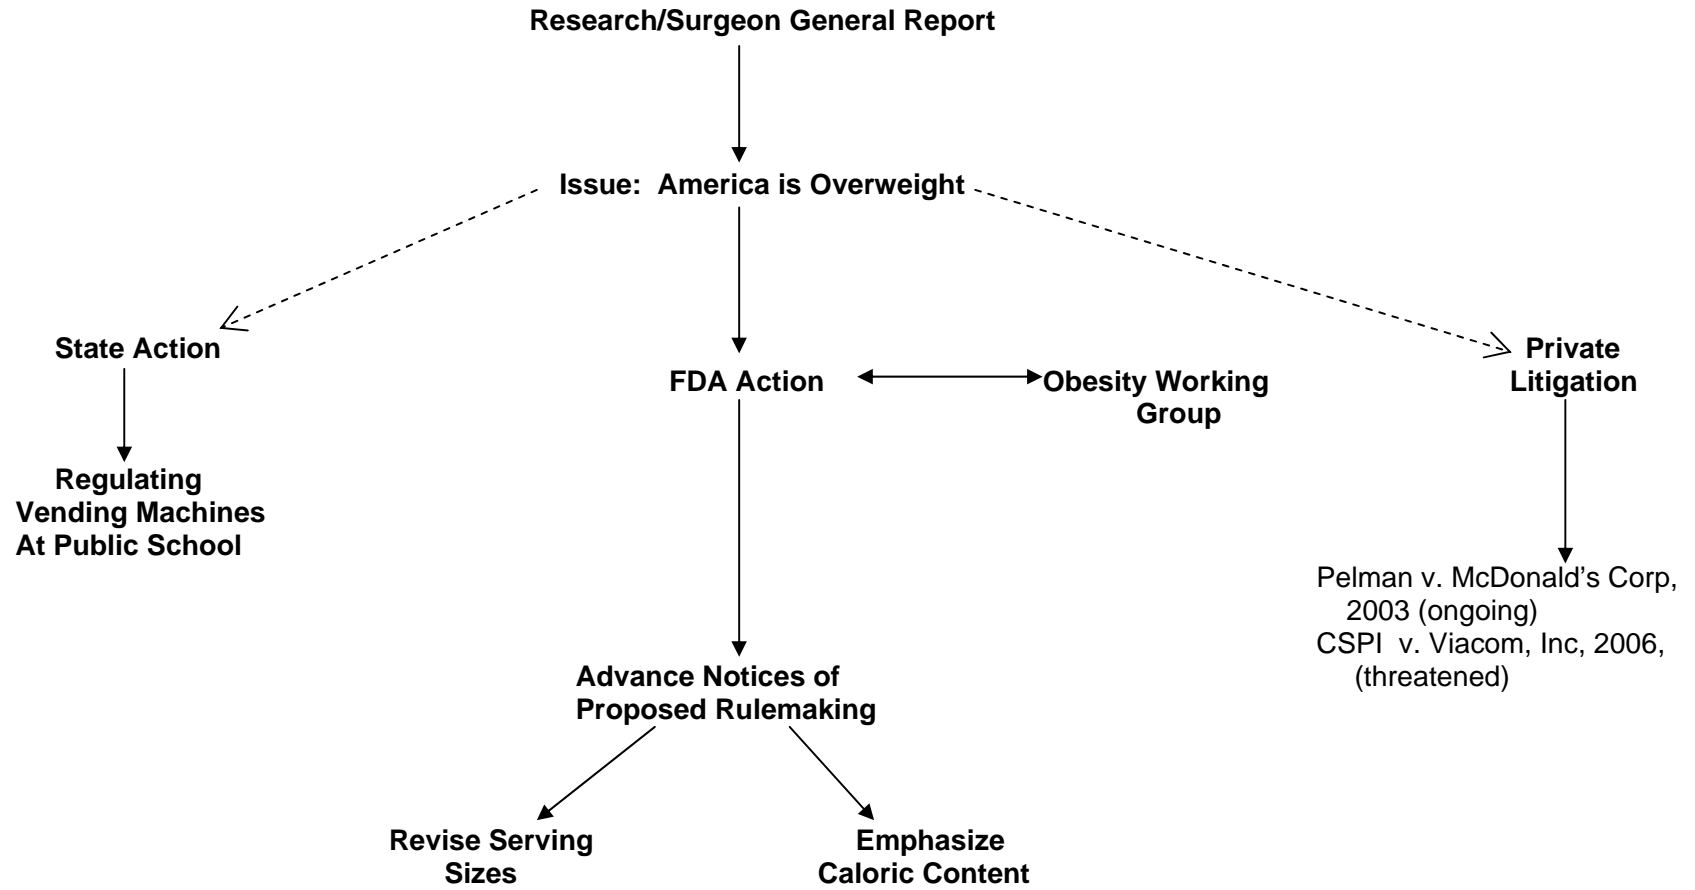 Research/Surgeon General Report
Issue: America is Overweight
State Action
Regulating
Vending Machines
At Public School
FDA Action
Obesity Working
Group
Private
Litigation
Pelman v. McDonald’s Corp,
2003 (ongoing)
CSPI v. Viacom, Inc, 2006,
(threatened)
Advance Notices of
Proposed Rulemaking
Revise Serving
Sizes
Emphasize
Caloric Content